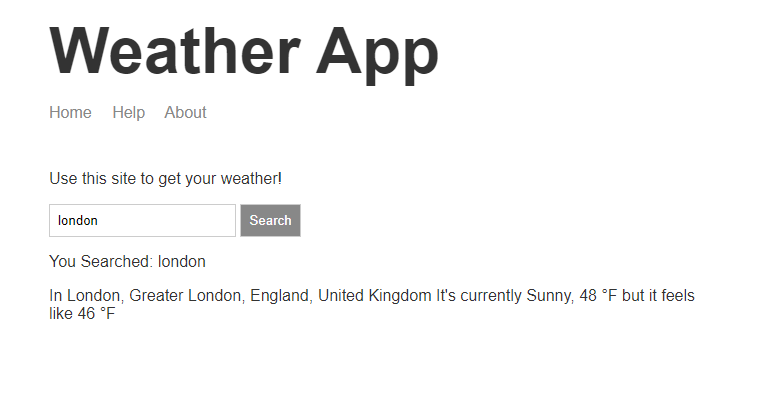 Weather App
Home Help About
Use this site to get your weather!
london Search
You Searched: london
In London, Greater London, England, United Kingdom It's currently Sunny, 48 °F but it feels
like 46 °F